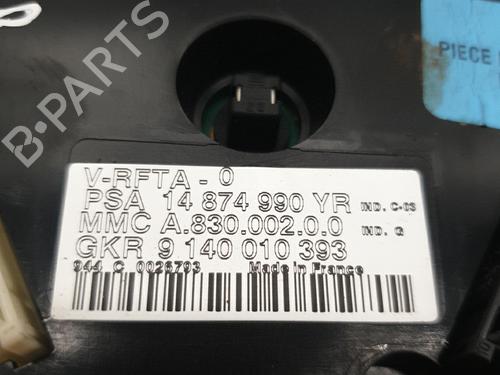 B-PARTS
PIECE
V-RFTA - 0
PSA 14 874 990 YR IND. C-03
MMC A.830.002.0.0 IND. G
GKR 9 140 010 393
944 C 0026793 Made in France